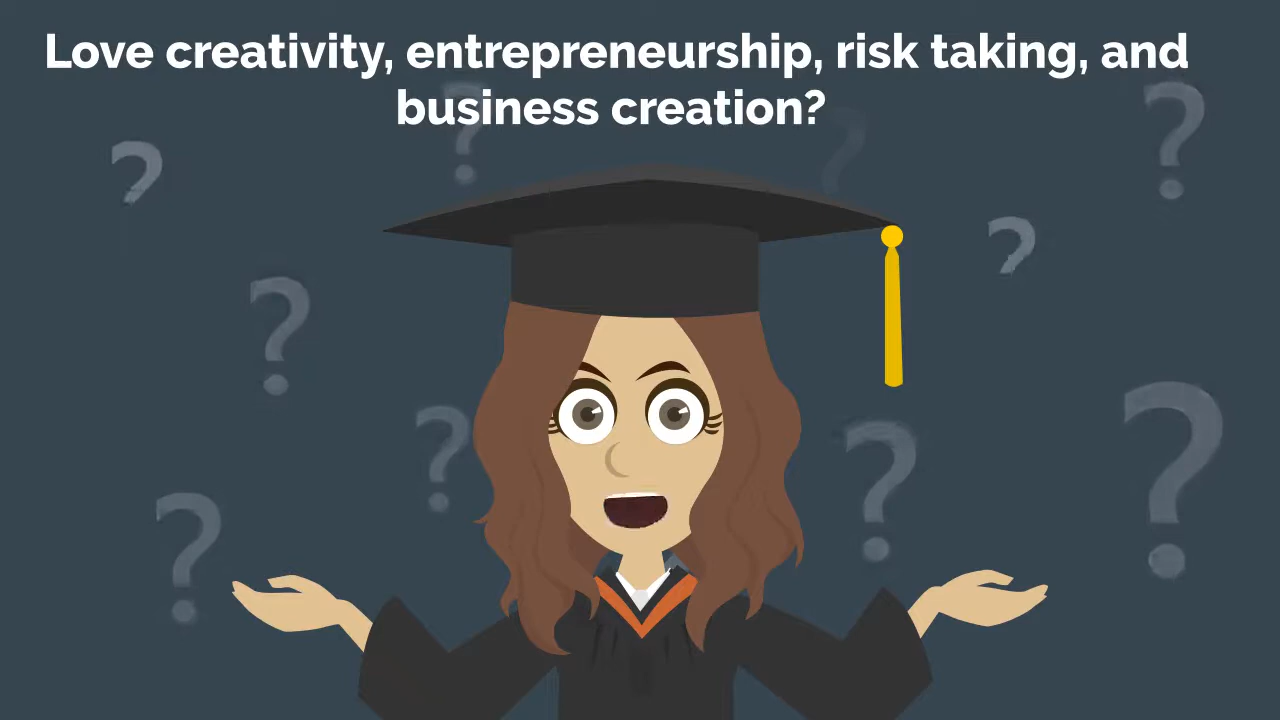 Love creativity, entrepreneurship, risk taking, and
business creation?